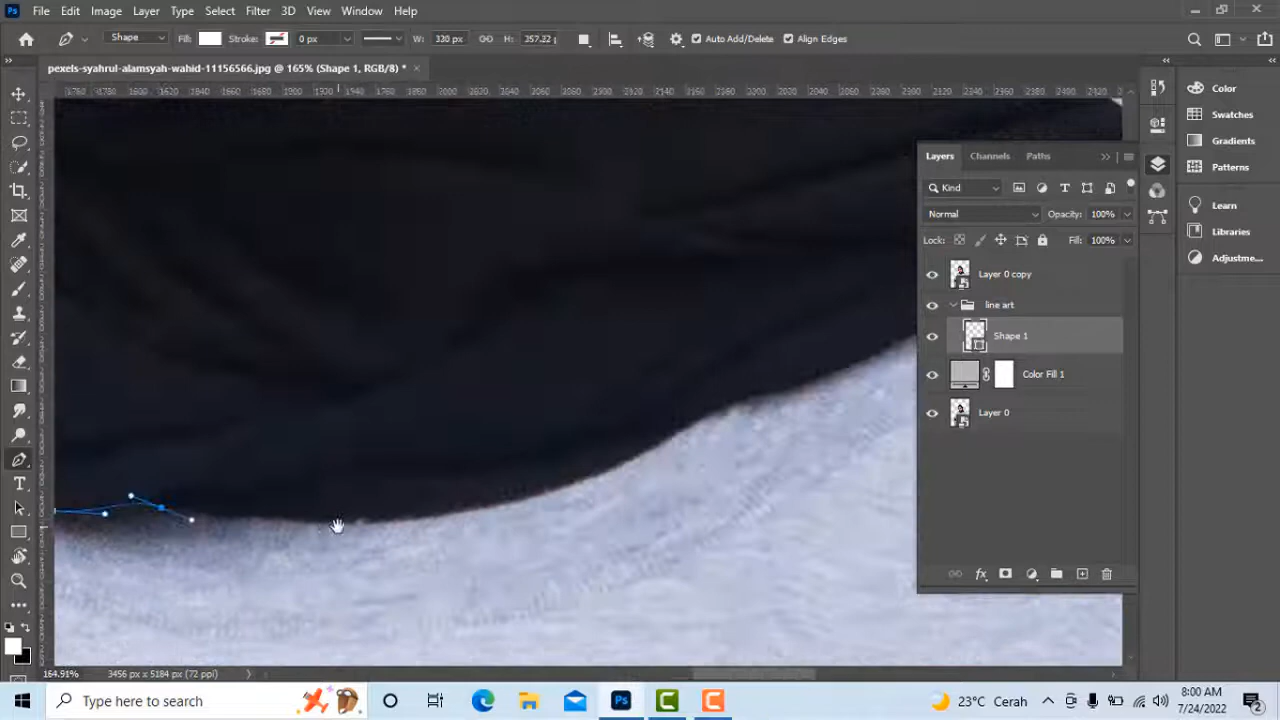 Ps File Edit Image Layer Type Select Filter 3D View Window Help
Shape Fill: Stroke: 0 px W: 330 px H: 357.22 Auto Add/Delete Align Edges
pexels-syahrul-alamsyah-wahid-11156566.jpg @ 165% (Shape 1, RGB/8) *
Color
Swatches
Gradients
Patterns
Learn
Libraries
Adjustme...
Layers Channels Paths
Kind
Normal Opacity: 100%
Lock: Fill: 100%
Layer 0 copy
line art
Shape 1
Color Fill 1
Layer 0
fx
164.91% 3456 px x 5184 px (72 ppi)
Type here to search
Ps
23°C Cerah
8:00 AM
7/24/2022
2